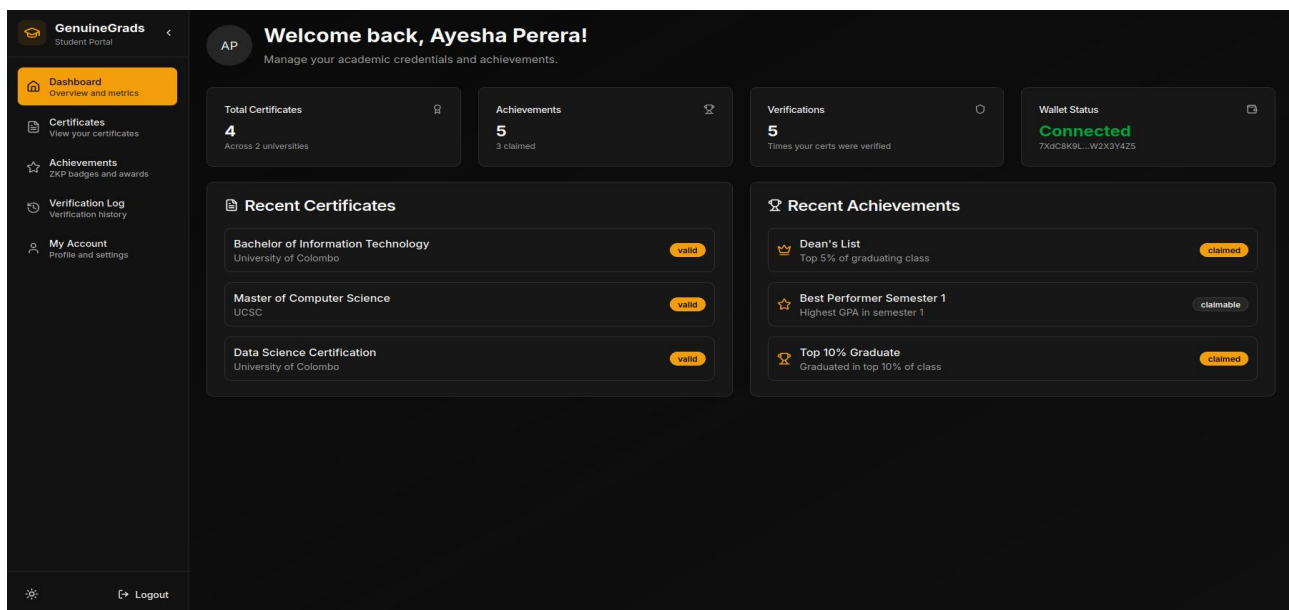 GenuineGrads
Student Portal
Dashboard
Overview and metrics
Certificates
View your certificates
Achievements
ZKP badges and awards
Verification Log
Verification history
My Account
Profile and settings
Logout
AP
Welcome back, Ayesha Perera!
Manage your academic credentials and achievements.
Total Certificates
4
Across 2 universities
Achievements
5
3 claimed
Verifications
5
Times your certs were verified
Wallet Status
Connected
7XdC8K9L...W2X3Y4Z5
Recent Certificates
Bachelor of Information Technology
University of Colombo
valid
Master of Computer Science
UCSC
valid
Data Science Certification
University of Colombo
valid
Recent Achievements
Dean's List
Top 5% of graduating class
claimed
Best Performer Semester 1
Highest GPA in semester 1
claimable
Top 10% Graduate
Graduated in top 10% of class
claimed